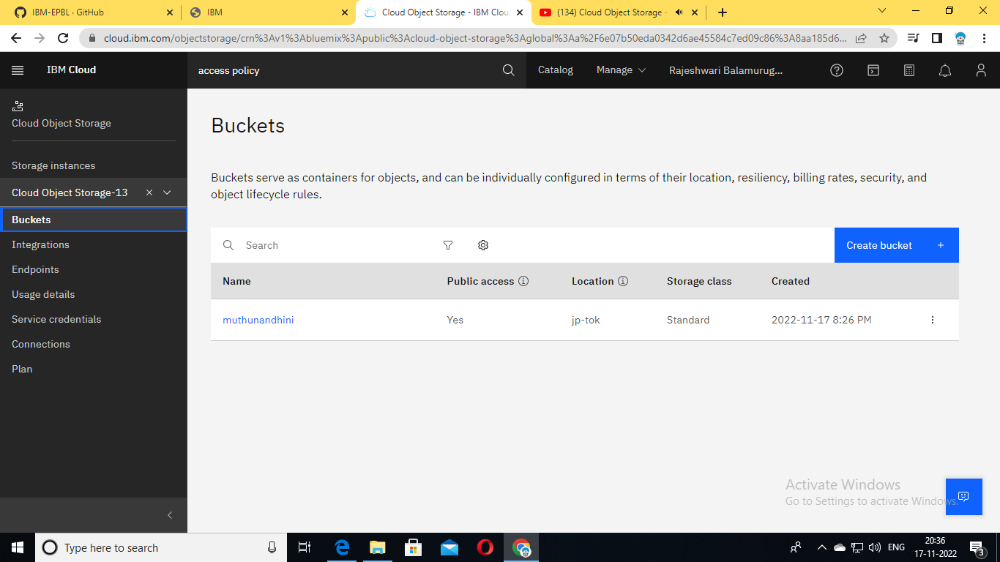 IBM-EPBL · GitHub
IBM
Cloud Object Storage - IBM Clou
(134) Cloud Object Storage -
cloud.ibm.com/objectstorage/crn%3Av1%3Abluemix%3Apublic%3Acloud-object-storage%3Aglobal%3Aa%2F6e07b50eda0342d6ae45584c7ed09c86%3A8aa185d6...
IBM Cloud
access policy
Catalog
Manage
Rajeshwari Balamurug...
Cloud Object Storage
Storage instances
Cloud Object Storage-13
Buckets
Integrations
Endpoints
Usage details
Service credentials
Connections
Plan
Buckets
Buckets serve as containers for objects, and can be individually configured in terms of their location, resiliency, billing rates, security, and
object lifecycle rules.
Search
Create bucket +
Name Public access Location Storage class Created
muthunandhini Yes jp-tok Standard 2022-11-17 8:26 PM
Activate Windows
Go to Settings to activate Windows.
Type here to search
ENG
20:36
17-11-2022
3